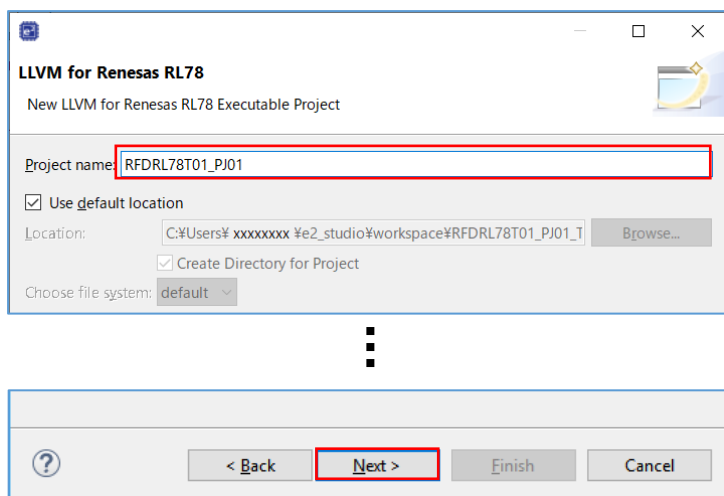 LLVM for Renesas RL78
New LLVM for Renesas RL78 Executable Project
Project name: RFDRL78T01_PJ01
Use default location
Location: C:¥Users¥ xxxxxxxx ¥e2_studio¥workspace¥RFDRL78T01_PJ01_T Browse...
Create Directory for Project
Choose file system: default
? < Back Next > Finish Cancel